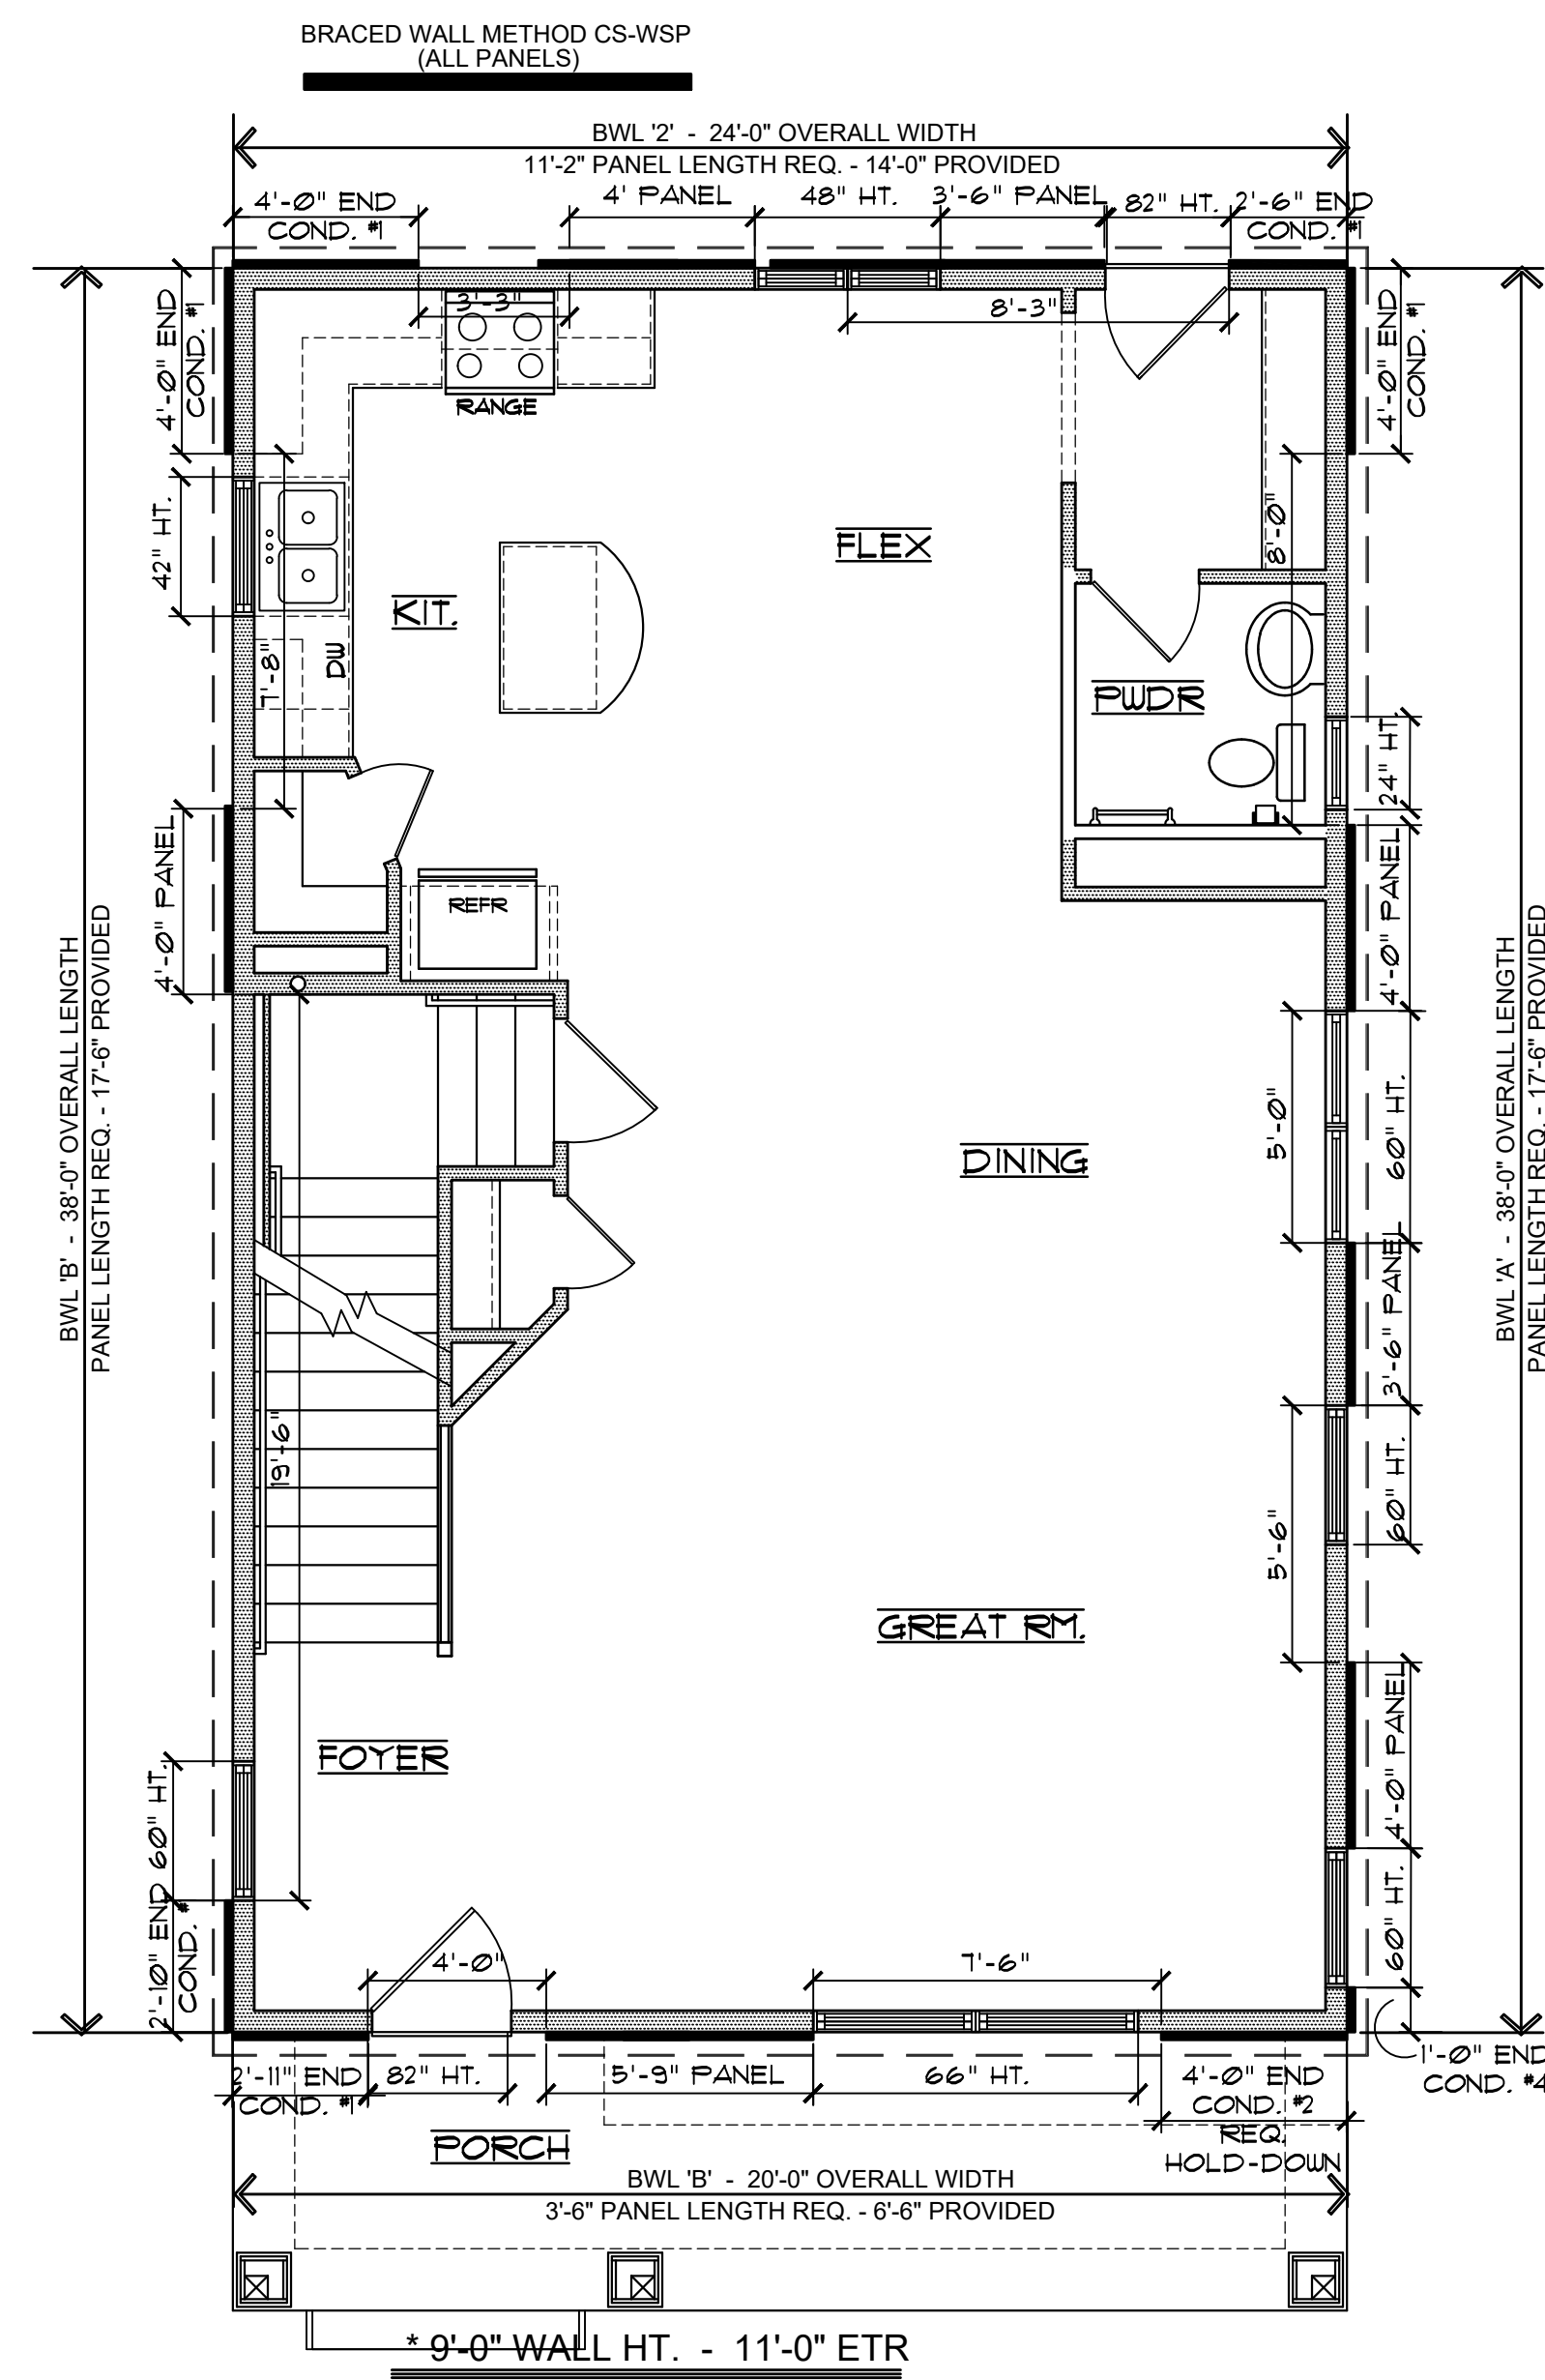 BRACED WALL METHOD CS-WSP
(ALL PANELS)
BWL '2' - 24'-0" OVERALL WIDTH
11'-2" PANEL LENGTH REQ. - 14'-0" PROVIDED
4'-0" END
COND. #1
4' PANEL
48" HT.
3'-6" PANEL
82" HT.
2'-6" END
COND. #1
4'-0" END
COND. #1
3'-3"
8'-3"
4'-0" END
COND. #1
RANGE
42" HT.
FLEX
8'-0"
KIT.
7'-8"
DW
PWDR
24" HT.
4'-0" PANEL
REFR
4'-0" PANEL
BWL 'B' - 38'-0" OVERALL LENGTH
PANEL LENGTH REQ. - 17'-6" PROVIDED
BWL 'A' - 38'-0" OVERALL LENGTH
PANEL LENGTH REQ. - 17'-6" PROVIDED
5'-0"
60" HT.
DINING
3'-6" PANEL
19'-6"
60" HT.
5'-6"
GREAT RM.
4'-0" PANEL
FOYER
60" HT.
2'-10" END
COND. #
60" HT.
4'-0"
7'-6"
2'-11" END
COND. #1
82" HT.
5'-9" PANEL
66" HT.
4'-0" END
COND. #2
REQ.
HOLD-DOWN
1'-0" END
COND. #4
PORCH
BWL 'B' - 20'-0" OVERALL WIDTH
3'-6" PANEL LENGTH REQ. - 6'-6" PROVIDED
* 9'-0" WALL HT. - 11'-0" ETR